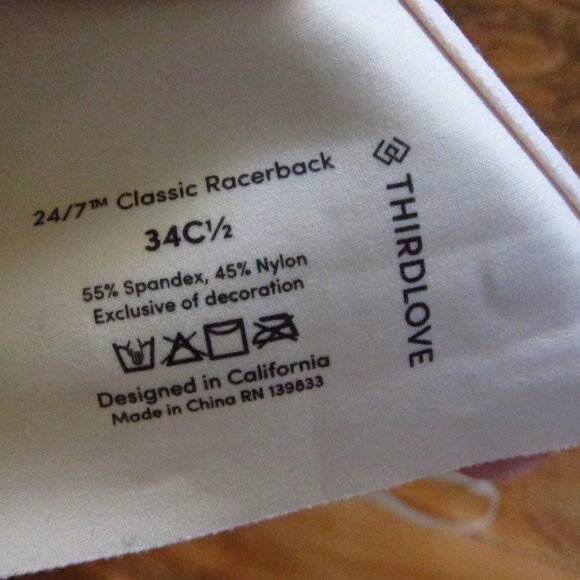 24/7™ Classic Racerback
34C½
55% Spandex, 45% Nylon
Exclusive of decoration
Designed in California
Made in China RN 139833
THIRDLOVE